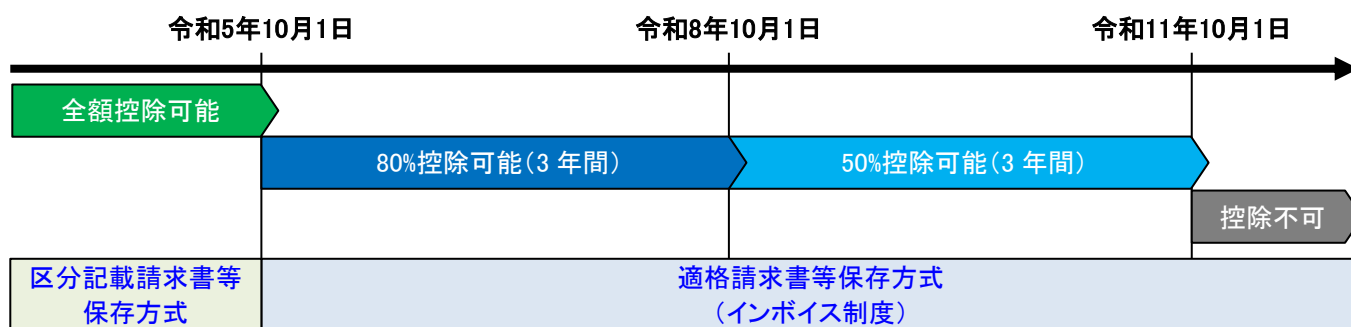 令和5年10月1日
令和8年10月1日
令和11年10月1日
全額控除可能
80%控除可能(3 年間)
50%控除可能(3 年間)
控除不可
区分記載請求書等
保存方式
適格請求書等保存方式
(インボイス制度)